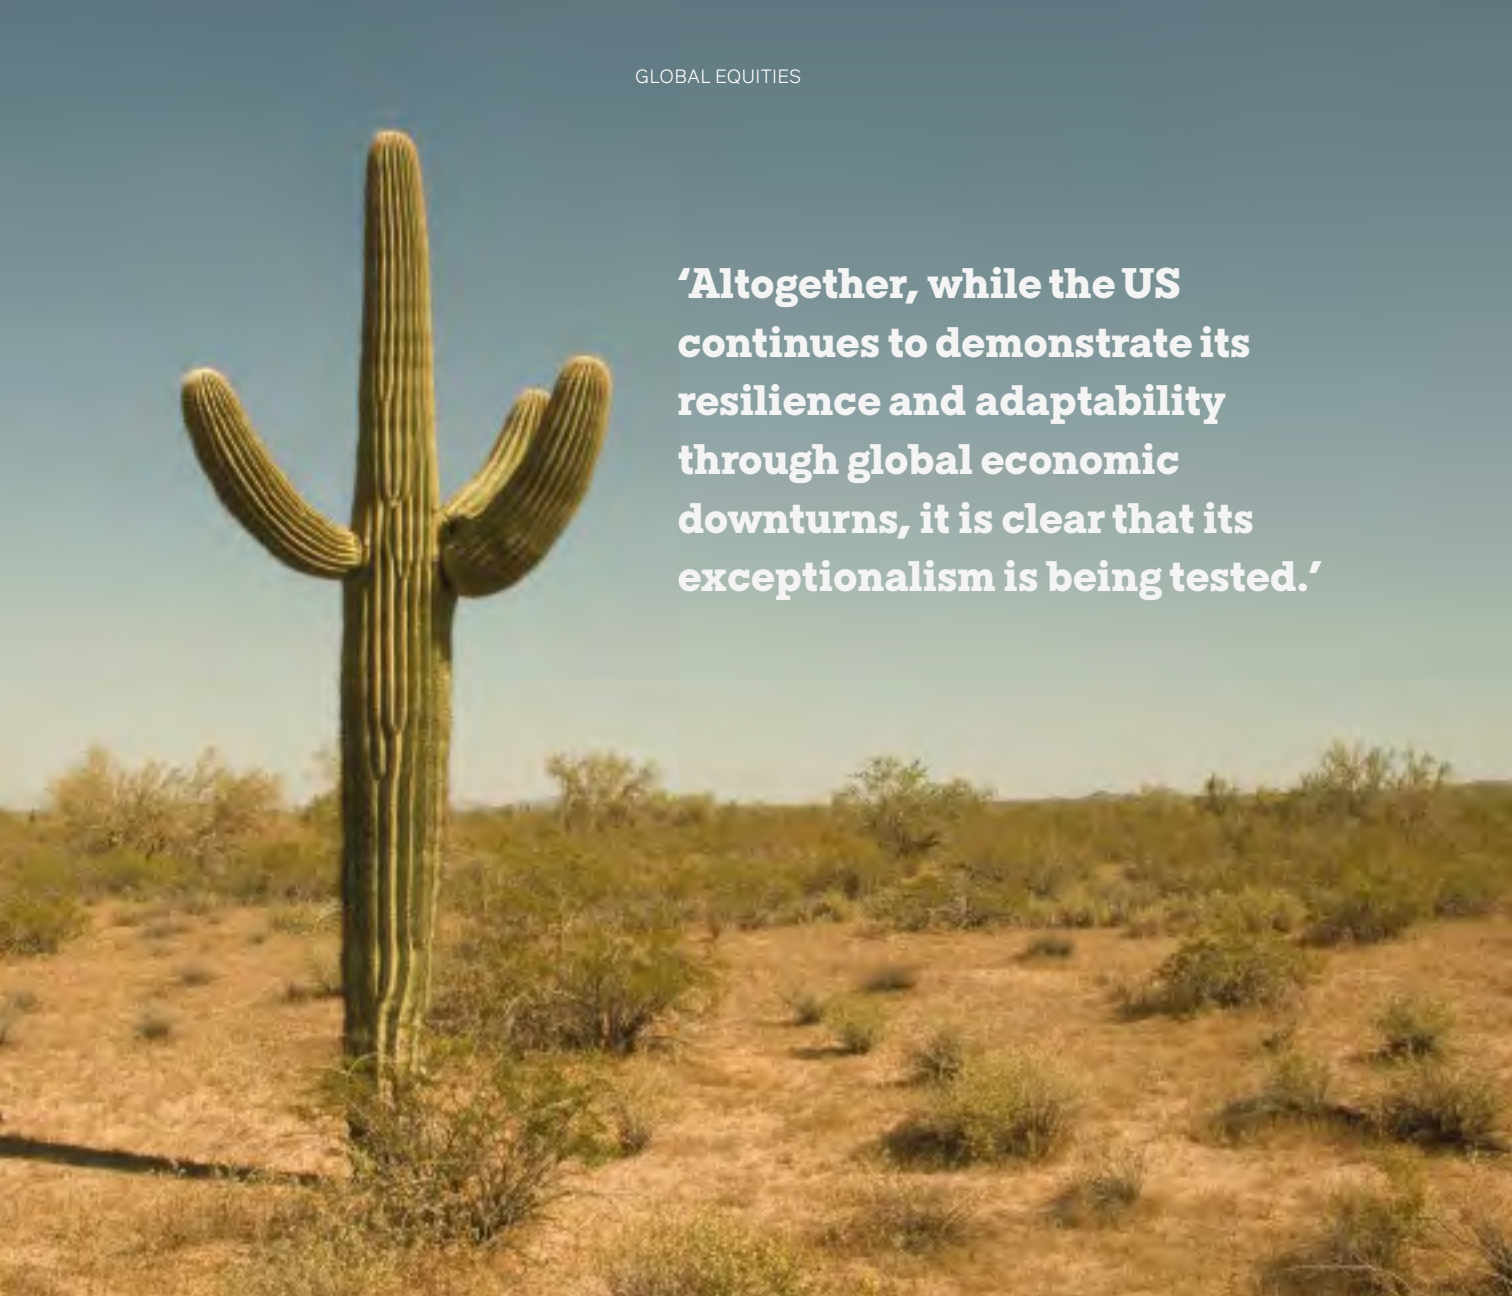 GLOBAL EQUITIES
‘Altogether, while the US
continues to demonstrate its
resilience and adaptability
through global economic
downturns, it is clear that its
exceptionalism is being tested.’